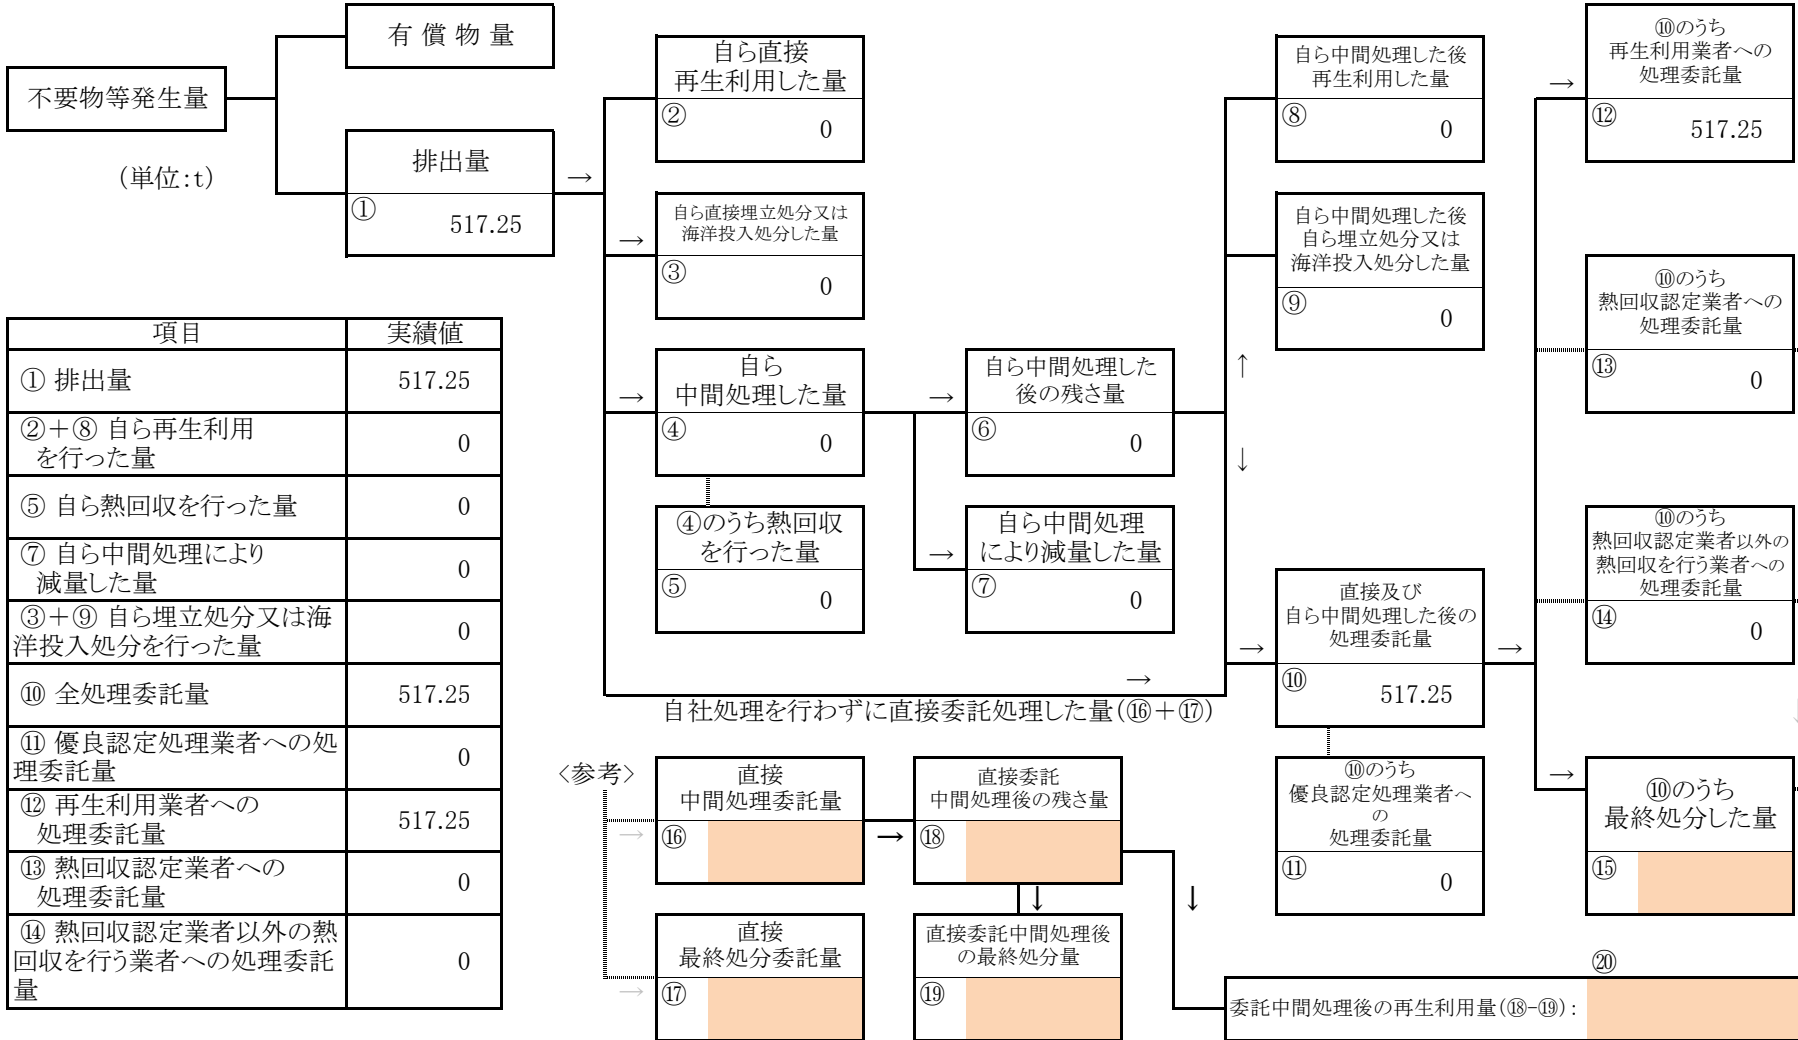 有償物量
不要物等発生量
(単位:t)
排出量
①
517.25
→
自ら直接
再生利用した量
②
0
→
自ら直接埋立処分又は
海洋投入処分した量
③
0
→
自ら
中間処理した量
④
0
④のうち熱回収
を行った量
⑤
0
→
自ら中間処理した
後の残さ量
⑥
0
→
自ら中間処理
により減量した量
⑦
0
自ら中間処理した後
再生利用した量
⑧
0
自ら中間処理した後
自ら埋立処分又は
海洋投入処分した量
⑨
0
↑
↓
→
自社処理を行わずに直接委託処理した量(⑯+⑰)
→
直接及び
自ら中間処理した後の
処理委託量
⑩
517.25
⑩のうち
優良認定処理業者へ
の
処理委託量
⑪
0
→
→
⑩のうち
再生利用業者への
処理委託量
⑫
517.25
⑩のうち
熱回収認定業者への
処理委託量
⑬
0
⑩のうち
熱回収認定業者以外の
熱回収を行う業者への
処理委託量
⑭
0
↓
→
⑩のうち
最終処分した量
⑮
項目 実績値
① 排出量 517.25
②+⑧ 自ら再生利用
を行った量 0
⑤ 自ら熱回収を行った量 0
⑦ 自ら中間処理により
減量した量 0
③+⑨ 自ら埋立処分又は海
洋投入処分を行った量 0
⑩ 全処理委託量 517.25
⑪ 優良認定処理業者への処
理委託量 0
⑫ 再生利用業者への
処理委託量 517.25
⑬ 熱回収認定業者への
処理委託量 0
⑭ 熱回収認定業者以外の熱
回収を行う業者への処理委託
量 0
<参考>
→
直接
中間処理委託量
⑯
→
直接委託
中間処理後の残さ量
⑱
↓
↓
→
直接
最終処分委託量
⑰
直接委託中間処理後
の最終処分量
⑲
⑳
委託中間処理後の再生利用量(⑱-⑲):